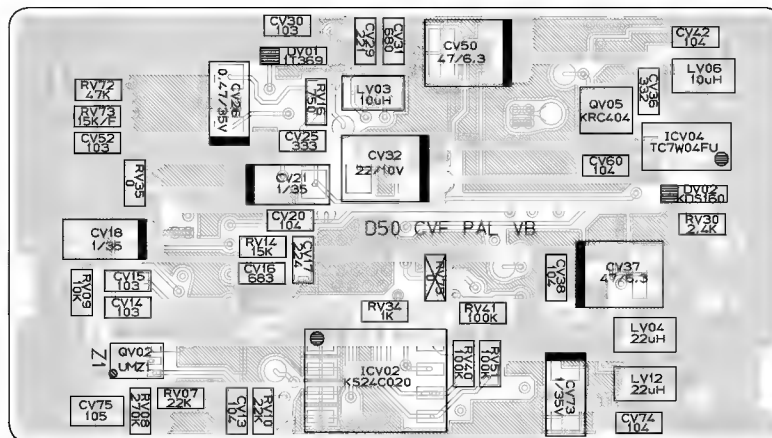 CV30
103
CV29
221
CV31
680
CV50
47/6.3
CV42
104
DV01
1T369
LV06
10uH
RV72
47K
CV26
0.47/35V
RV16
750
LV03
10uH
CV36
332
QV05
KRC404
RV73
15K/F
CV52
103
CV25
333
ICV04
TC7W04FU
CV32
22/10V
CV60
104
RV35
0
CV21
1/35
DV02
KDS160
CV20
104
D50 CVF PAL VB
RV30
2.4K
CV18
1/35
RV14
15K
CV17
224
CV16
683
CV15
103
RV09
10K
CV38
102
CV37
47/6.3
CV14
103
RV34
1K
RV41
100K
LV04
22uH
Z1
QV02
UMZ1
ICV02
KS24C020
RV40
100K
RV51
100K
CV73
1/35V
LV12
22uH
CV75
105
RV08
270K
RV07
22K
CV13
104
RV10
22K
CV74
104